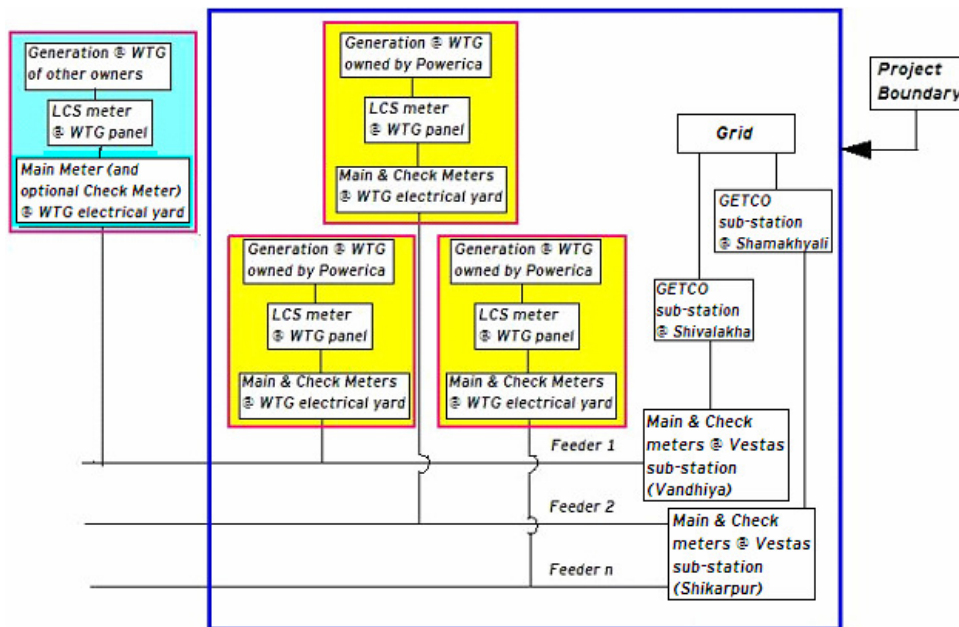 Generation @ WTG
of other owners
LCS meter
@ WTG panel
Main Meter (and
optional Check Meter)
@ WTG electrical yard
Generation @ WTG
owned by Powerica
LCS meter
@ WTG panel
Main & Check Meters
@ WTG electrical yard
Generation @ WTG
owned by Powerica
LCS meter
@ WTG panel
Main & Check Meters
@ WTG electrical yard
Generation @ WTG
owned by Powerica
LCS meter
@ WTG panel
Main & Check Meters
@ WTG electrical yard
Grid
Project
Boundary
GETCO
sub-station
@ Shamakhyali
GETCO
sub-station
@ Shivalakha
Feeder 1
Main & Check
meters @ Vestas
sub-station
(Vandhiya)
Feeder 2
Main & Check
meters @ Vestas
sub-station
(Shikarpur)
Feeder n